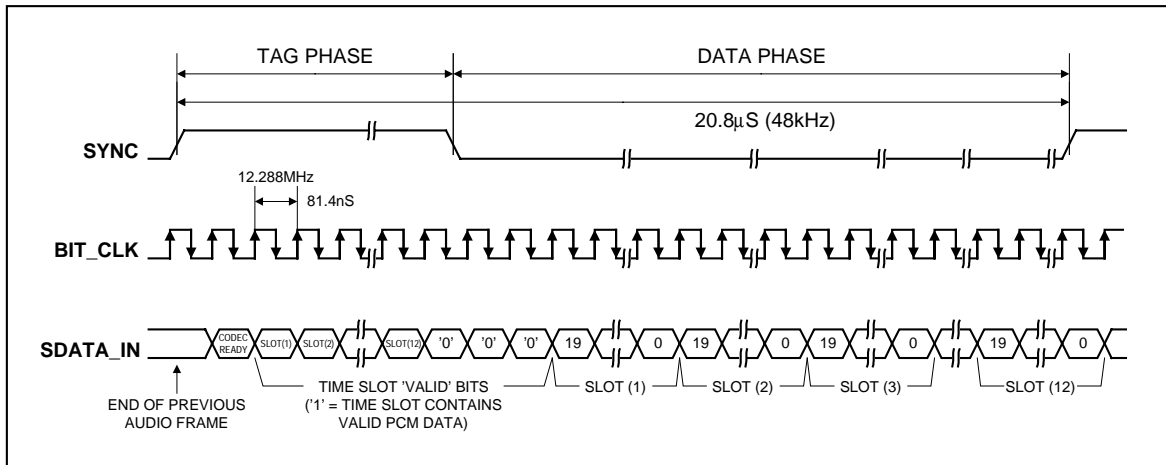 TAG PHASE DATA PHASE
20.8µS (48kHz)
SYNC
12.288MHz
81.4nS
BIT_CLK
SDATA_IN
CODEC READY SLOT(1) SLOT(2) SLOT(12) '0' '0' '0' 19 0 19 0 19 0 19 0
END OF PREVIOUS
AUDIO FRAME
TIME SLOT 'VALID' BITS
('1' = TIME SLOT CONTAINS
VALID PCM DATA)
SLOT (1) SLOT (2) SLOT (3) SLOT (12)